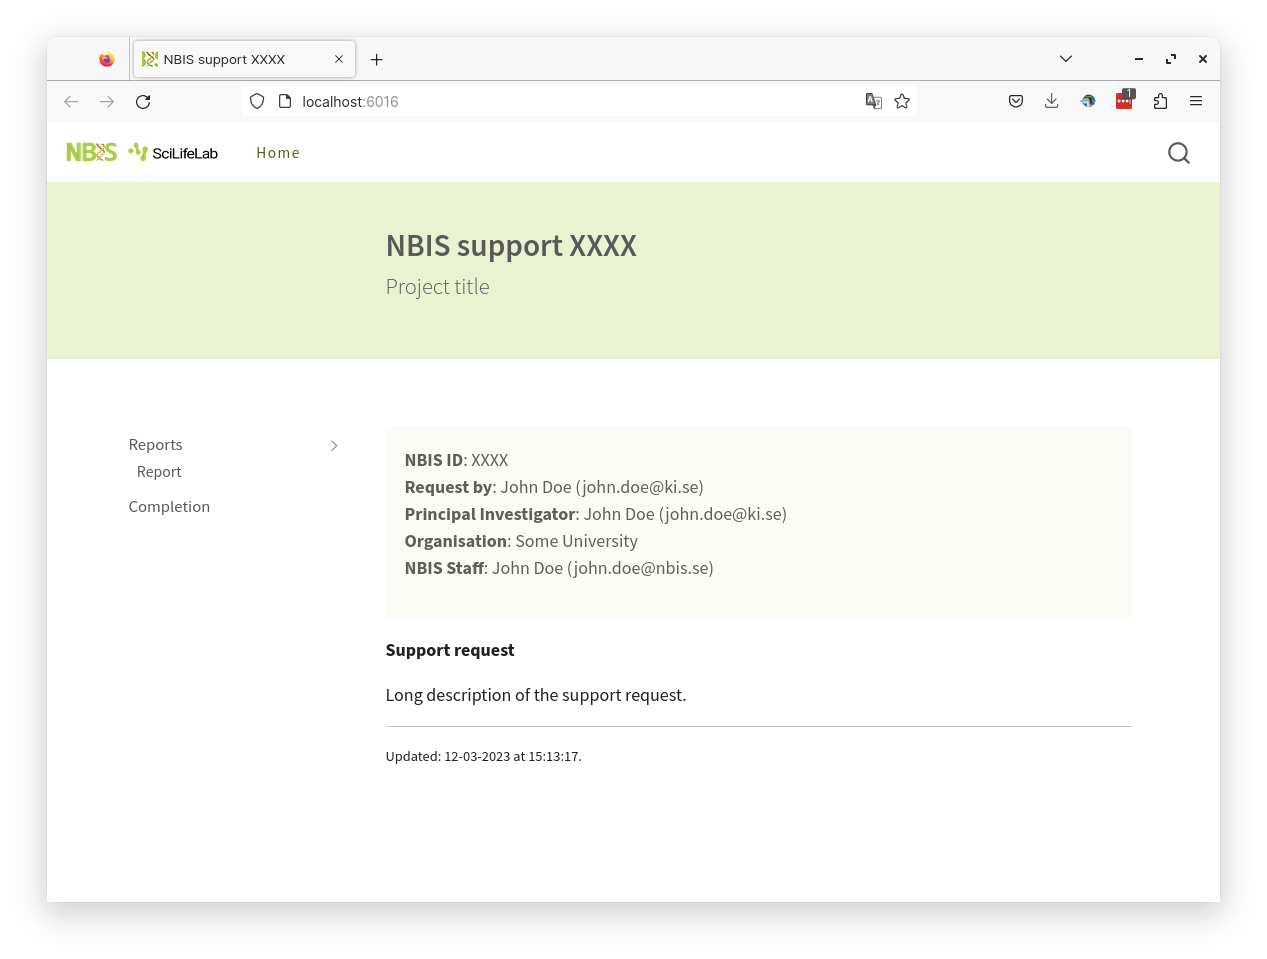 NBIS support XXXX
localhost:6016
1
NBIS SciLifeLab Home
NBIS support XXXX
Project title
Reports
Report
Completion
NBIS ID: XXXX
Request by: John Doe (john.doe@ki.se)
Principal Investigator: John Doe (john.doe@ki.se)
Organisation: Some University
NBIS Staff: John Doe (john.doe@nbis.se)
Support request
Long description of the support request.
Updated: 12-03-2023 at 15:13:17.